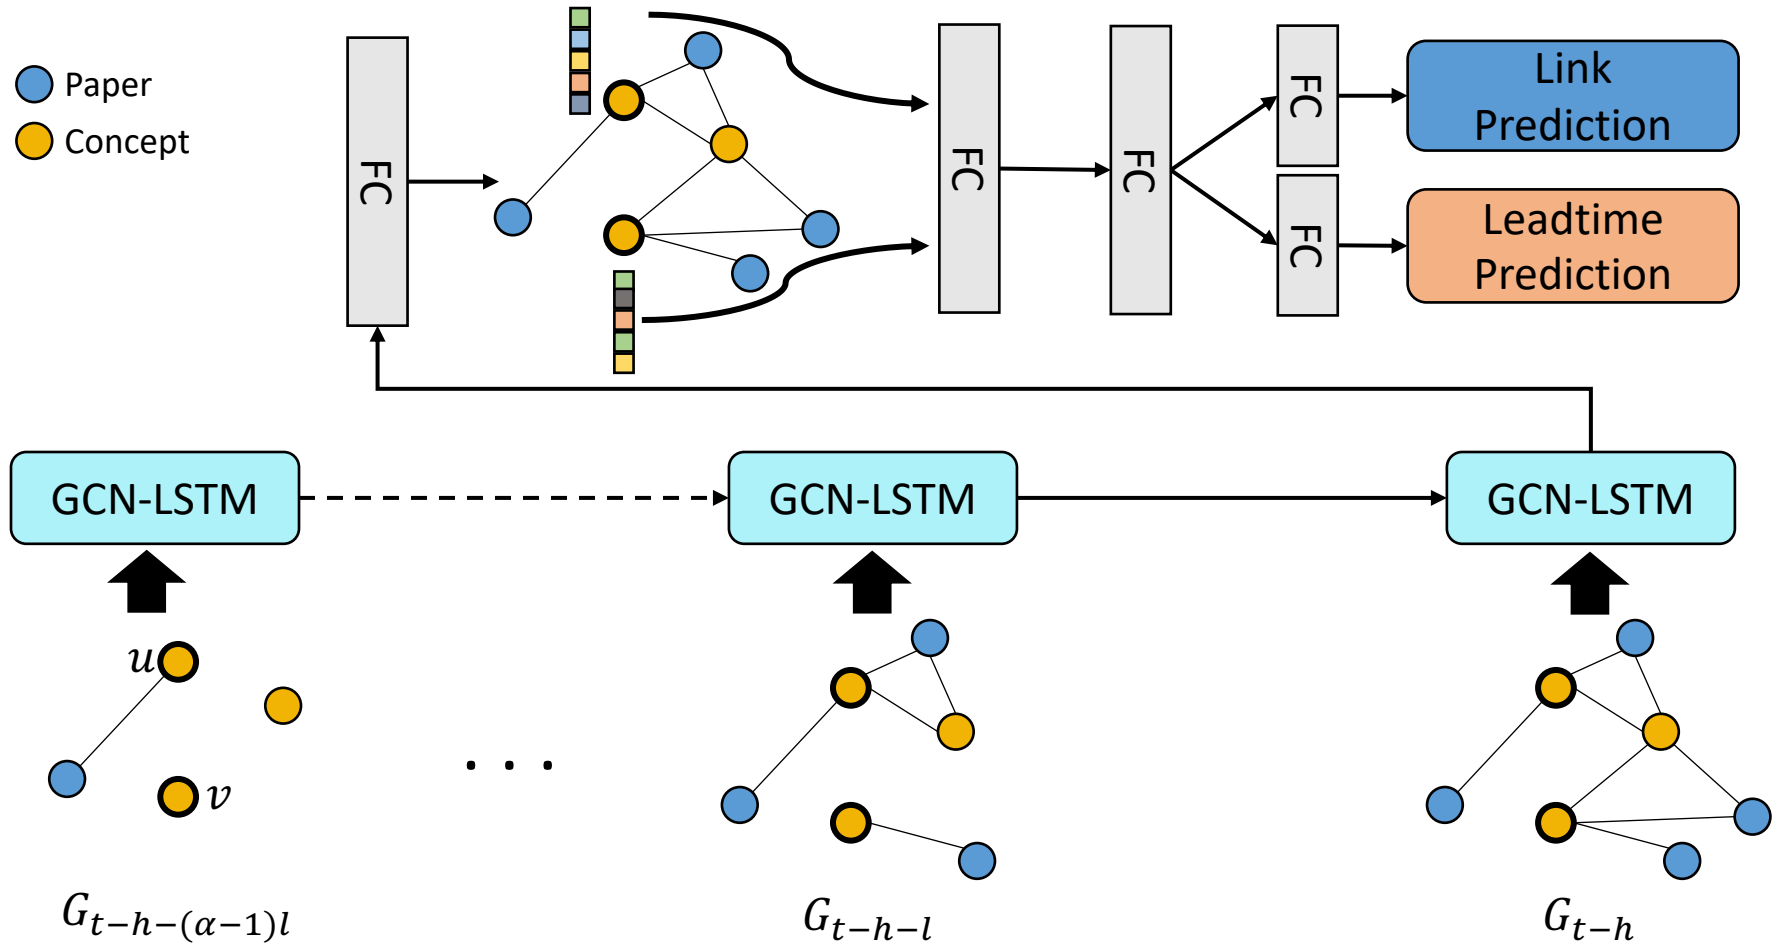 Paper
Concept
FC
FC
FC
FC
FC
Link
Prediction
Leadtime
Prediction
GCN-LSTM
GCN-LSTM
GCN-LSTM
u
v
. . .
G_{t-h-(α-1)l}
G_{t-h-l}
G_{t-h}